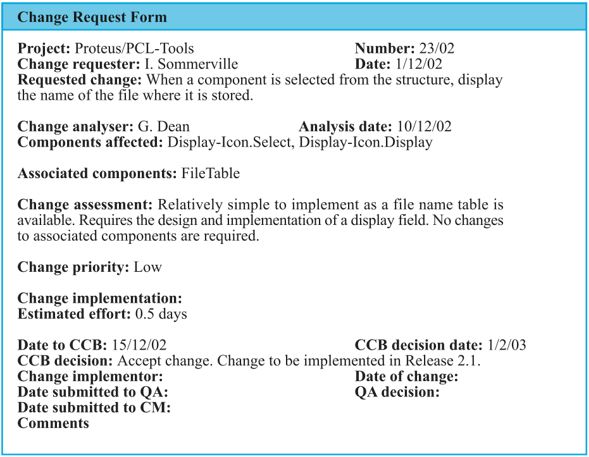 Change Request Form
Project: Proteus/PCL-Tools Number: 23/02
Change requester: I. Sommerville Date: 1/12/02
Requested change: When a component is selected from the structure, display
the name of the file where it is stored.
Change analyser: G. Dean Analysis date: 10/12/02
Components affected: Display-Icon.Select, Display-Icon.Display
Associated components: FileTable
Change assessment: Relatively simple to implement as a file name table is
available. Requires the design and implementation of a display field. No changes
to associated components are required.
Change priority: Low
Change implementation:
Estimated effort: 0.5 days
Date to CCB: 15/12/02 CCB decision date: 1/2/03
CCB decision: Accept change. Change to be implemented in Release 2.1.
Change implementor: Date of change:
Date submitted to QA: QA decision:
Date submitted to CM:
Comments